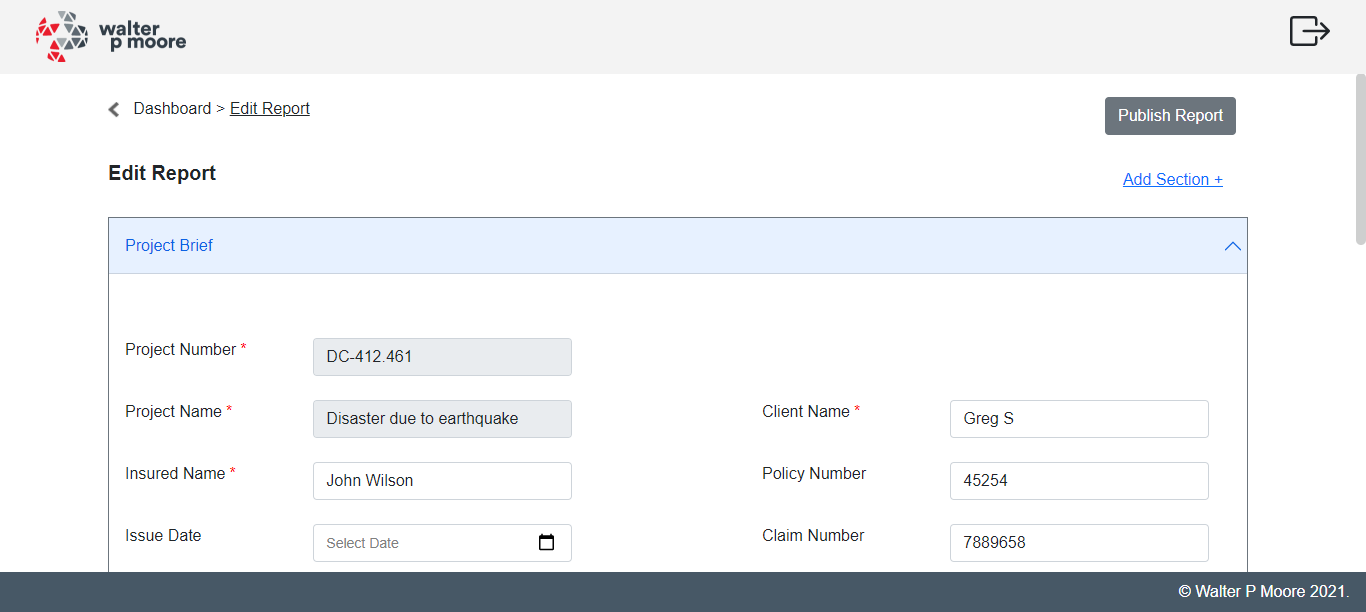 walter
p moore
Dashboard > Edit Report
Publish Report
Edit Report
Add Section +
Project Brief
Project Number * DC-412.461
Project Name * Disaster due to earthquake Client Name * Greg S
Insured Name * John Wilson Policy Number 45254
Issue Date Select Date Claim Number 7889658
© Walter P Moore 2021.